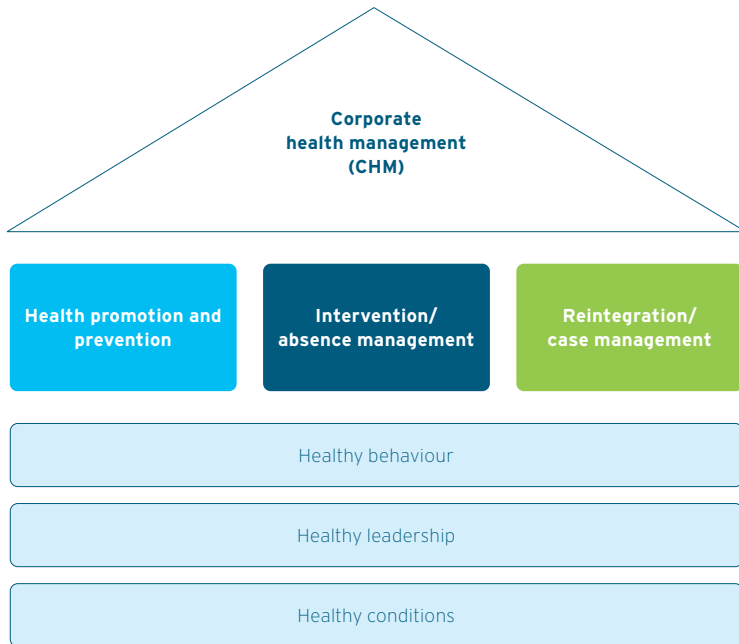 Corporate
health management
(CHM)
Health promotion and
prevention
Intervention/
absence management
Reintegration/
case management
Healthy behaviour
Healthy leadership
Healthy conditions